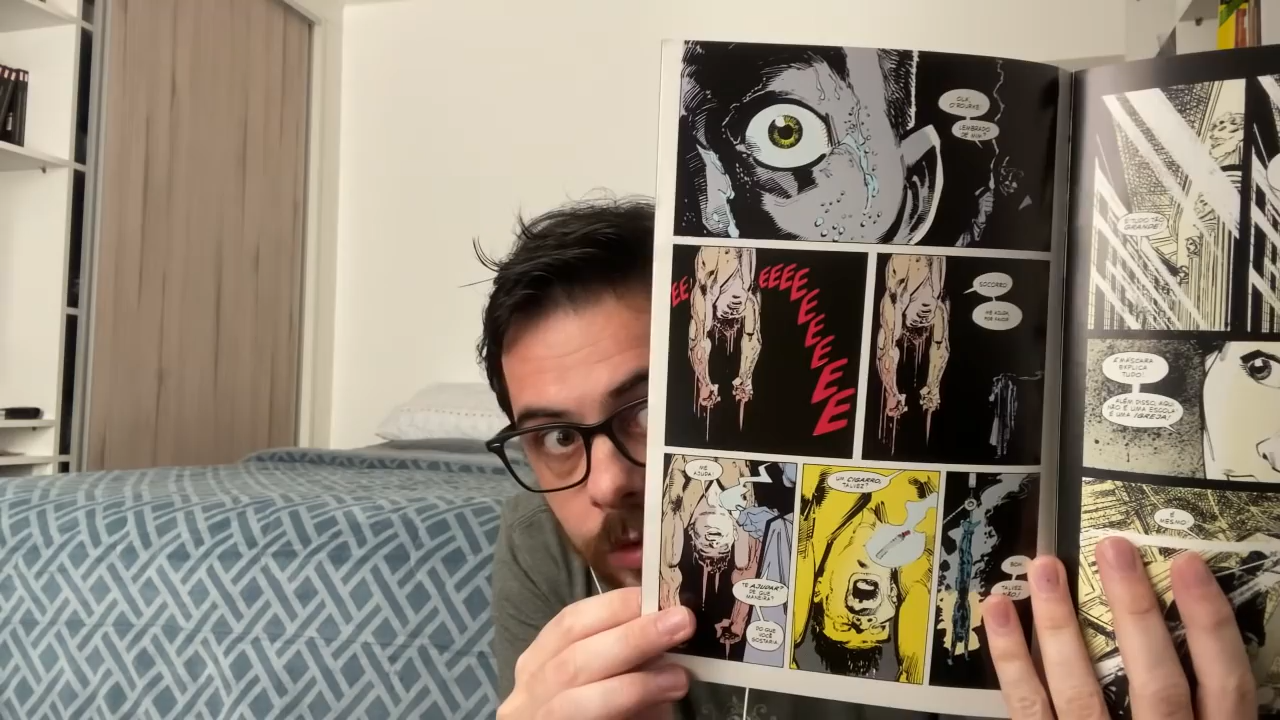 OLÁ,
O'ROURKE!
LEMBRADO
DE MIM?
EE
EEEEEEEEEE
SOCORRO
ME AJUDA,
POR FAVOR
ME
AJUDA!
TE AJUDAR?
DE QUE
MANEIRA?
DO QUE
VOCÊ
GOSTARIA
UM CIGARRO,
TALVEZ?
BOM,
TALVEZ
NÃO!
É TUDO TÃO
GRANDE!
A MÁSCARA
EXPLICA
TUDO!
ALÉM DISSO, AQUI
NÃO É UMA ESCOLA!
É UMA IGREJA!
É
MESMO!